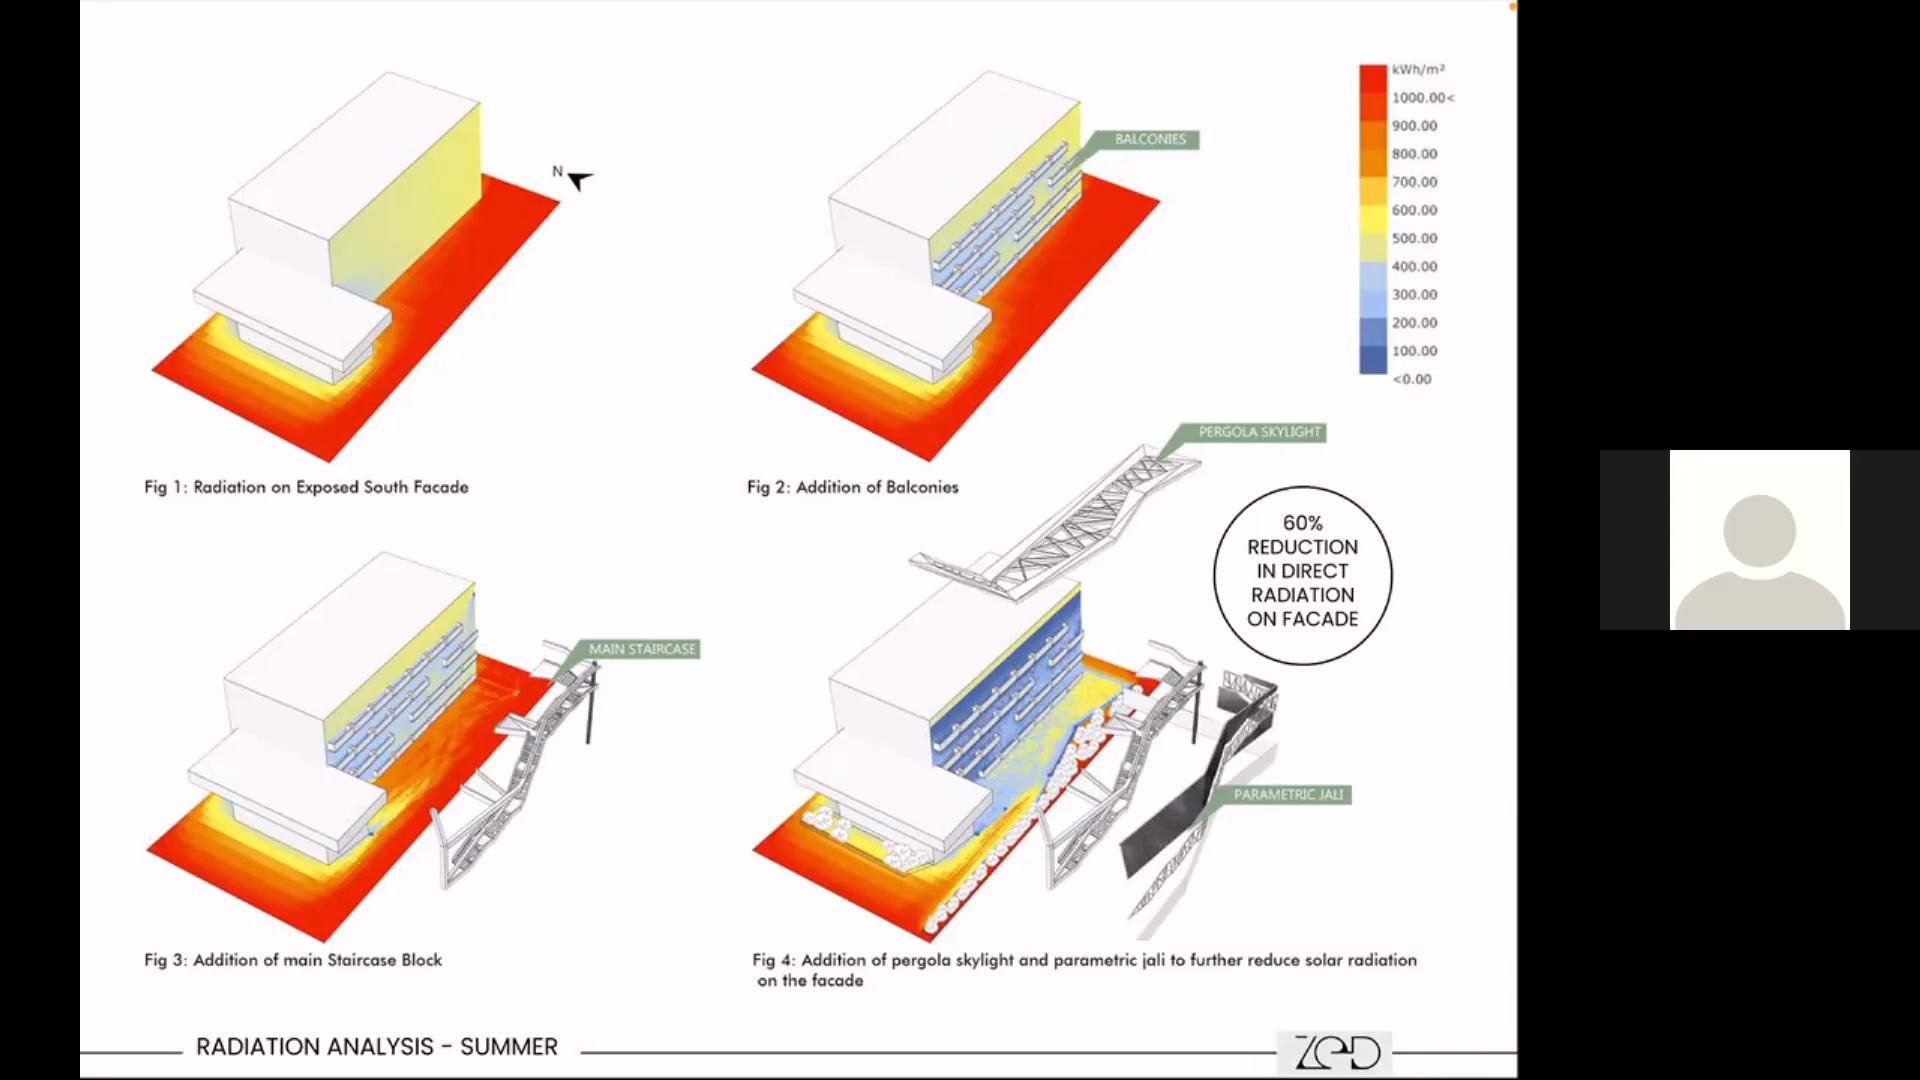 kWh/m²
1000.00<
900.00
800.00
700.00
600.00
500.00
400.00
300.00
200.00
100.00
<0.00
N
BALCONIES
Fig 1: Radiation on Exposed South Facade
Fig 2: Addition of Balconies
PERGOLA SKYLIGHT
60%
REDUCTION
IN DIRECT
RADIATION
ON FACADE
MAIN STAIRCASE
PARAMETRIC JALI
Fig 3: Addition of main Staircase Block
Fig 4: Addition of pergola skylight and parametric jali to further reduce solar radiation
on the facade
RADIATION ANALYSIS - SUMMER
ZED